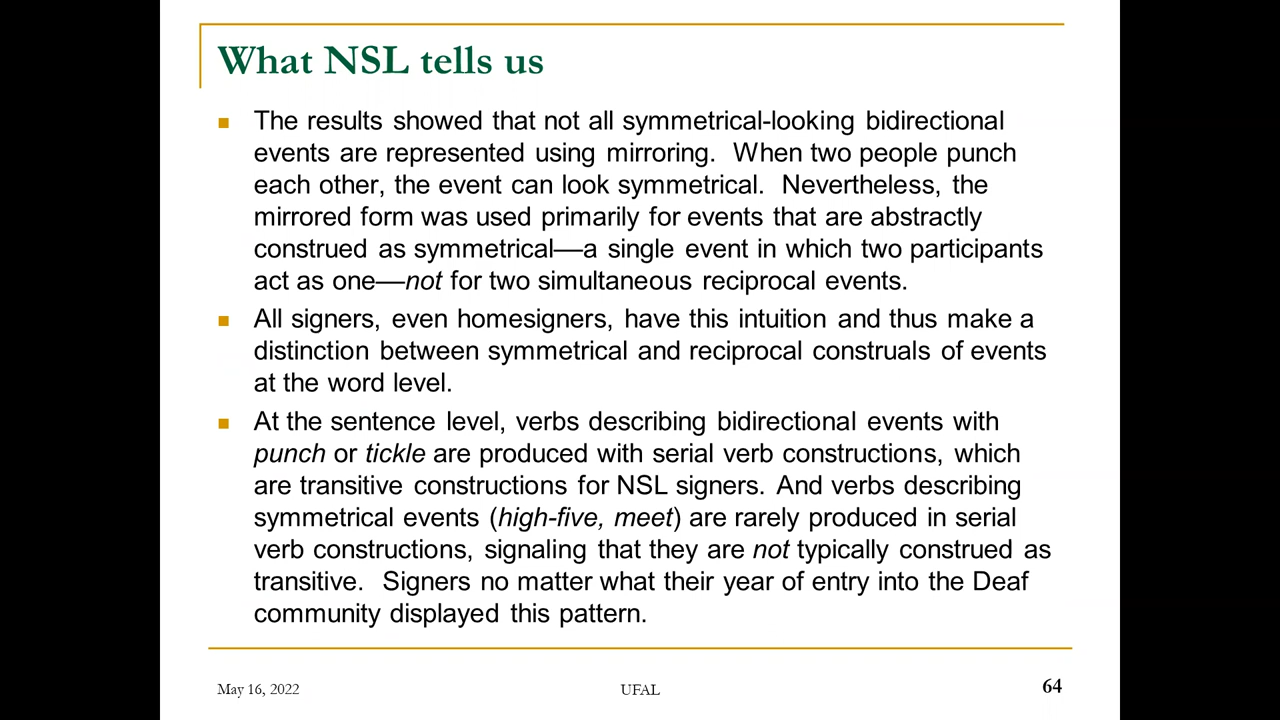 What NSL tells us
The results showed that not all symmetrical-looking bidirectional
events are represented using mirroring.  When two people punch
each other, the event can look symmetrical.  Nevertheless, the
mirrored form was used primarily for events that are abstractly
construed as symmetrical—a single event in which two participants
act as one—not for two simultaneous reciprocal events.
All signers, even homesigners, have this intuition and thus make a
distinction between symmetrical and reciprocal construals of events
at the word level.
At the sentence level, verbs describing bidirectional events with
punch or tickle are produced with serial verb constructions, which
are transitive constructions for NSL signers. And verbs describing
symmetrical events (high-five, meet) are rarely produced in serial
verb constructions, signaling that they are not typically construed as
transitive.  Signers no matter what their year of entry into the Deaf
community displayed this pattern.
May 16, 2022
UFAL
64